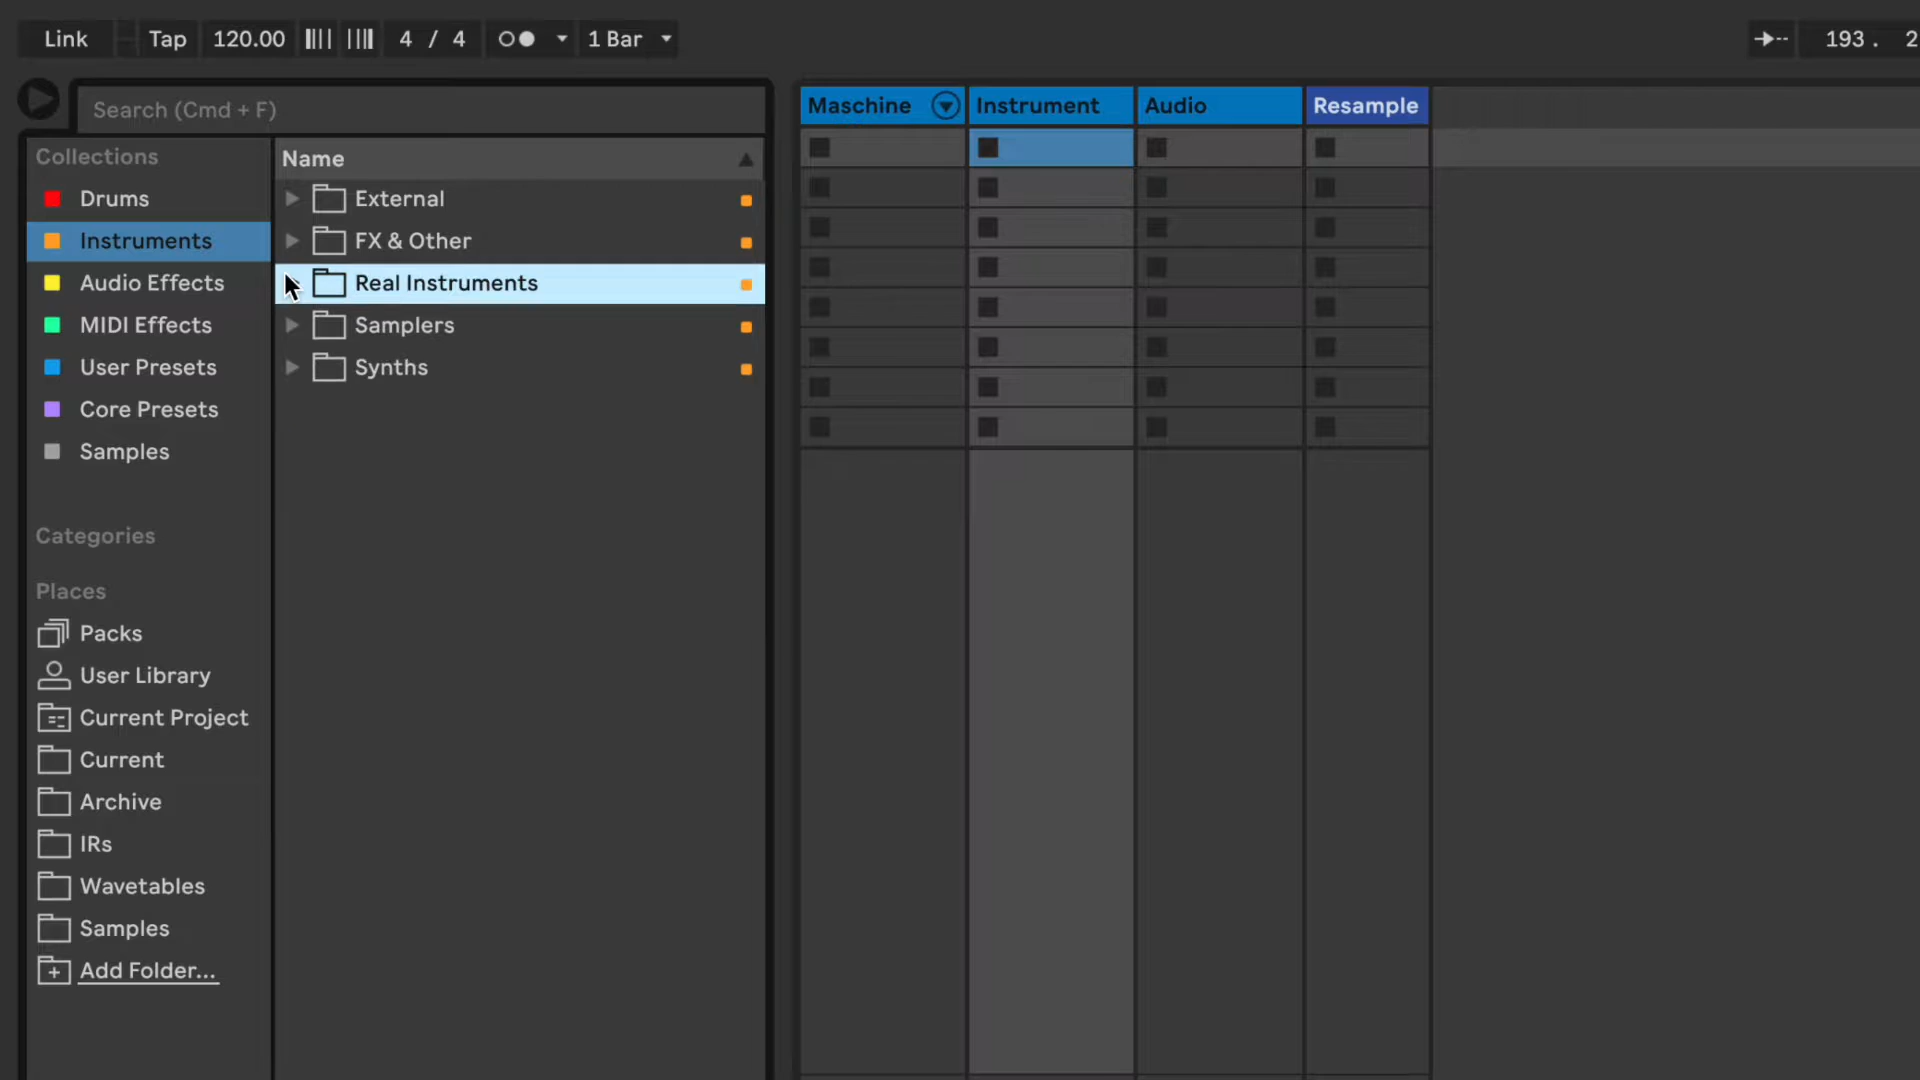 Link Tap 120.00 4 / 4 1 Bar 193. 2
Search (Cmd + F)
Collections
Drums
Instruments
Audio Effects
MIDI Effects
User Presets
Core Presets
Samples
Categories
Places
Packs
User Library
Current Project
Current
Archive
IRs
Wavetables
Samples
Add Folder...
Name
External
FX & Other
Real Instruments
Samplers
Synths
Maschine Instrument Audio Resample